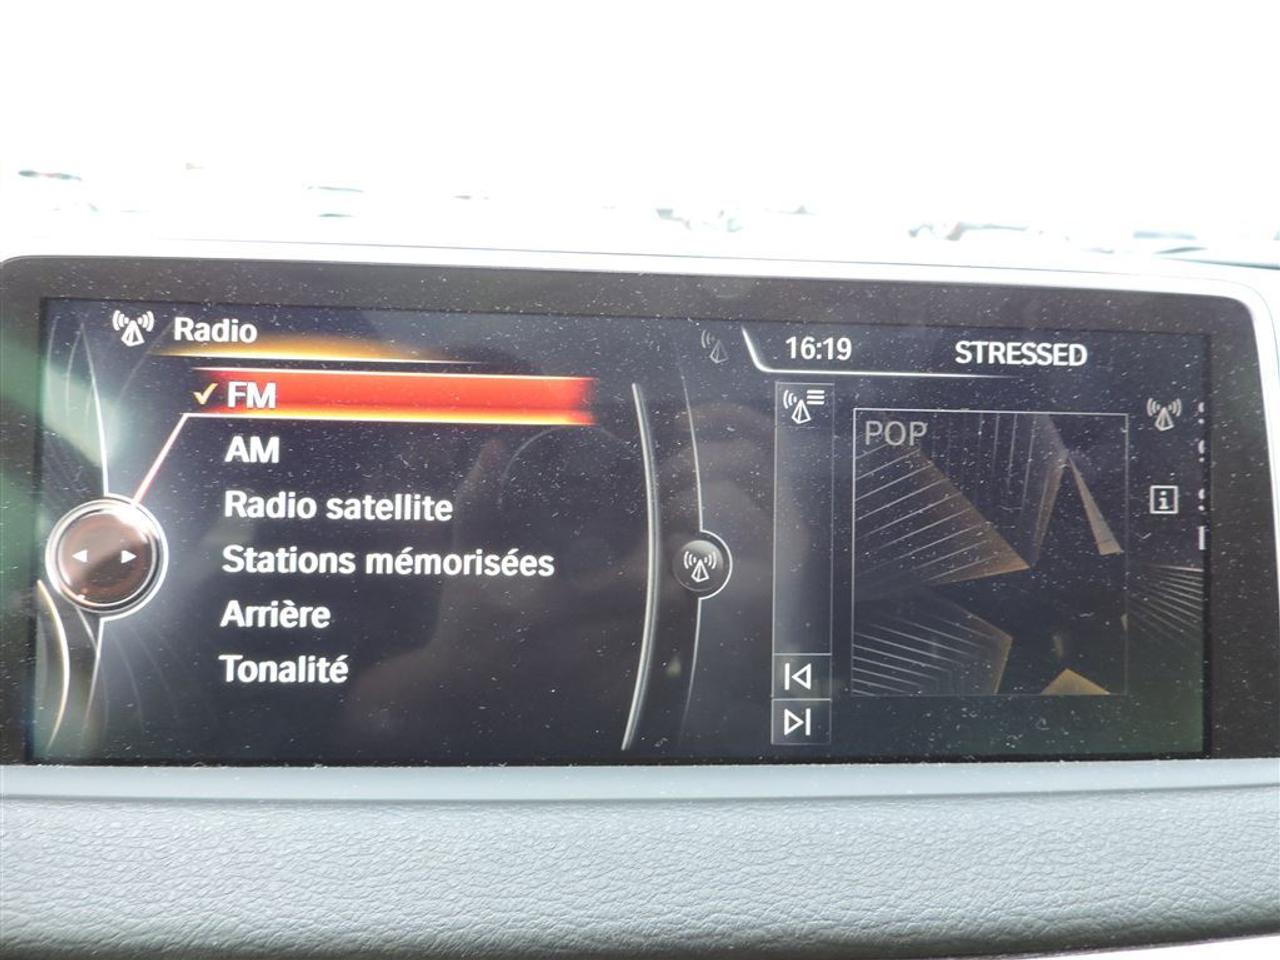 Radio
16:19
STRESSED
FM
AM
Radio satellite
Stations mémorisées
Arrière
Tonalité
POP